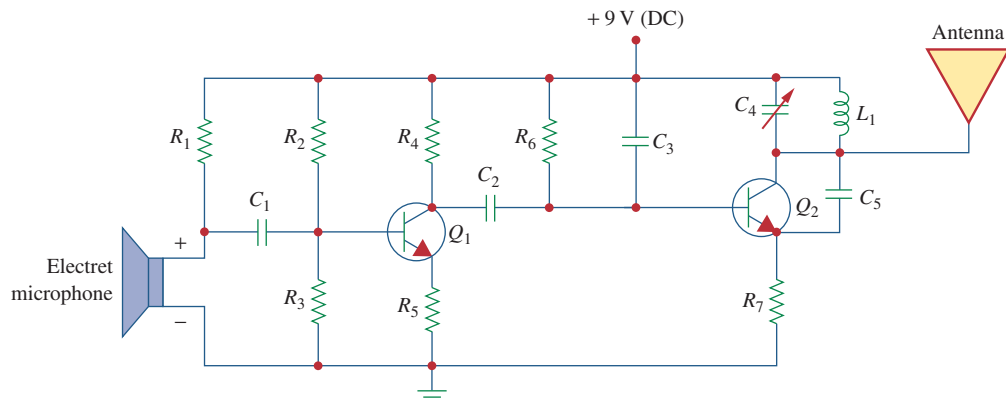 + 9 V (DC)
Antenna
R₁
R₂
R₄
R₆
C₃
C₄
L₁
C₁
C₂
Q₁
Q₂
C₅
+
Electret
microphone
−
R₃
R₅
R₇